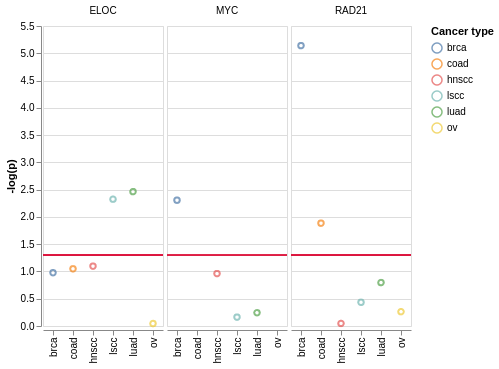 ELOC MYC RAD21
Cancer type
brca
coad
hnscc
lscc
luad
ov
-log(p)
5.5
5.0
4.5
4.0
3.5
3.0
2.5
2.0
1.5
1.0
0.5
0.0
brca coad hnscc lscc luad ov brca coad hnscc lscc luad ov brca coad hnscc lscc luad ov